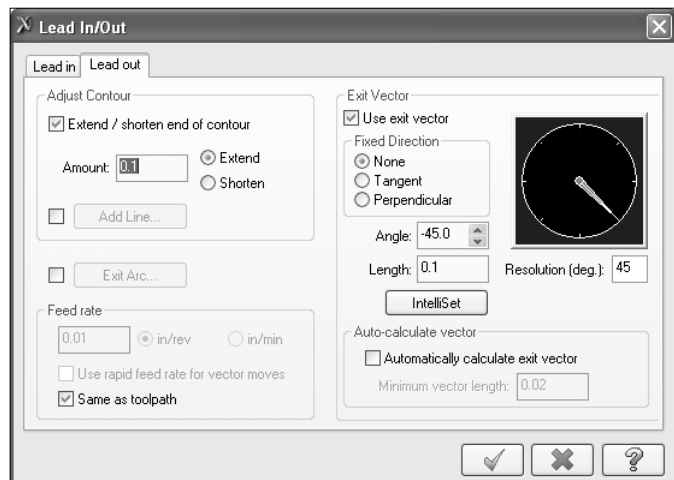 Lead In/Out
Lead in
Lead out
Adjust Contour
Extend / shorten end of contour
Amount: 0.1
Extend
Shorten
Add Line...
Exit Arc...
Feed rate
0.01
in/rev
in/min
Use rapid feed rate for vector moves
Same as toolpath
Exit Vector
Use exit vector
Fixed Direction
None
Tangent
Perpendicular
Angle: -45.0
Length: 0.1
Resolution (deg.): 45
IntelliSet
Auto-calculate vector
Automatically calculate exit vector
Minimum vector length: 0.02